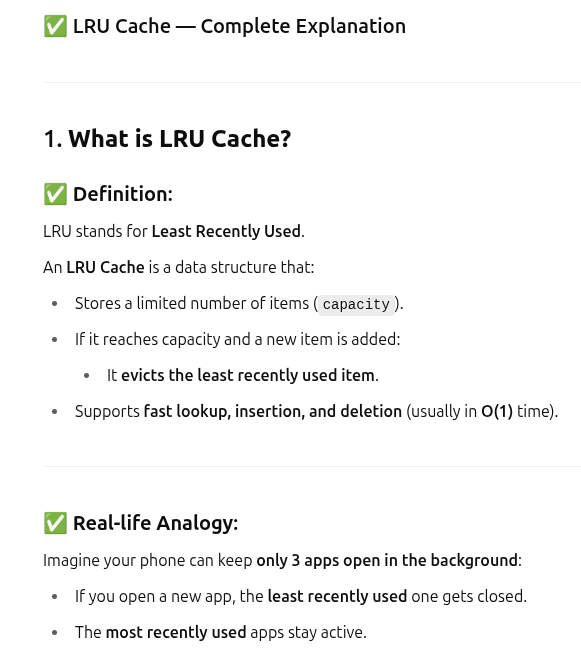 ✅ LRU Cache — Complete Explanation
1. What is LRU Cache?
✅ Definition:
LRU stands for Least Recently Used.
An LRU Cache is a data structure that:
• Stores a limited number of items (capacity).
• If it reaches capacity and a new item is added:
• It evicts the least recently used item.
• Supports fast lookup, insertion, and deletion (usually in O(1) time).
✅ Real-life Analogy:
Imagine your phone can keep only 3 apps open in the background:
• If you open a new app, the least recently used one gets closed.
• The most recently used apps stay active.